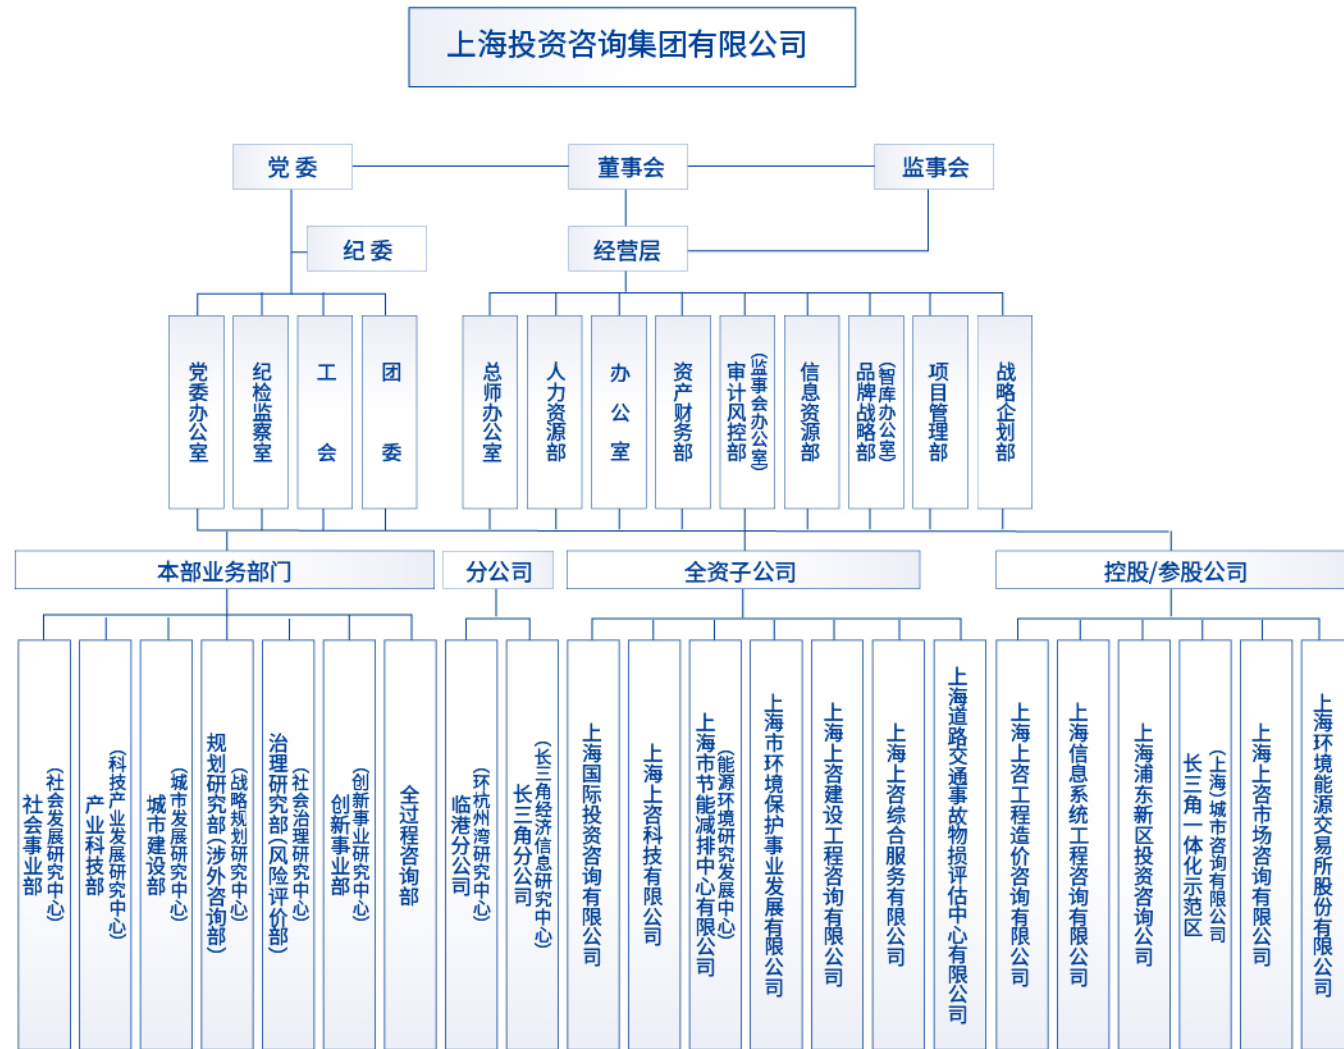 上海投资咨询集团有限公司
党 委
董事会
监事会
纪 委
经营层
党委办公室
纪检监察室
工会
团委
总师办公室
人力资源部
办公室
资产财务部
审计风控部
(监事会办公室)
信息资源部
品牌战略部
(智库办公室)
项目管理部
战略企划部
本部业务部门
分公司
全资子公司
控股/参股公司
社会事业部
(社会发展研究中心)
产业科技部
(科技产业发展研究中心)
城市建设部
(城市发展研究中心)
规划研究部(涉外咨询部)
(战略规划研究中心)
治理研究部(风险评价部)
(社会治理研究中心)
创新事业部
(创新事业研究中心)
全过程咨询部
临港分公司
(环杭州湾研究中心)
长三角分公司
(长三角经济信息研究中心)
上海国际投资咨询有限公司
上海上咨科技有限公司
上海市节能减排中心有限公司
(能源环境研究发展中心)
上海市环境保护事业发展有限公司
上海上咨建设工程咨询有限公司
上海上咨综合服务有限公司
上海道路交通事故物损评估中心有限公司
上海上咨工程造价咨询有限公司
上海信息系统工程咨询有限公司
上海浦东新区投资咨询公司
长三角一体化示范区
(上海)城市咨询有限公司
上海上咨市场咨询有限公司
上海环境能源交易所股份有限公司